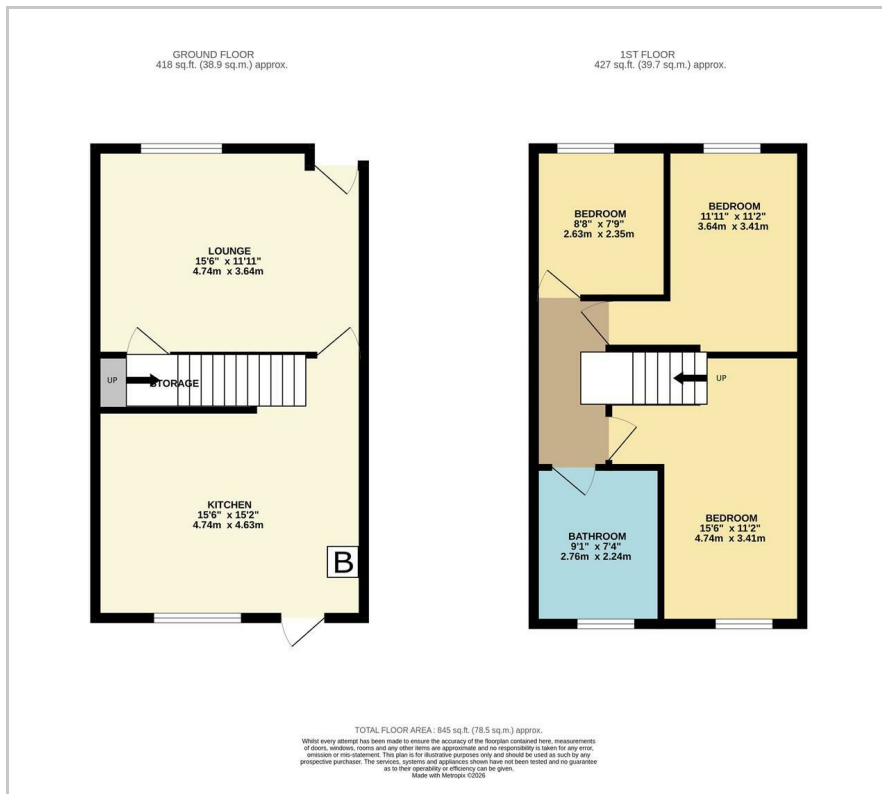 GROUND FLOOR
418 sq.ft. (38.9 sq.m.) approx.
1ST FLOOR
427 sq.ft. (39.7 sq.m.) approx.
LOUNGE
15'6" x 11'11"
4.74m x 3.64m
UP
STORAGE
KITCHEN
15'6" x 15'2"
4.74m x 4.63m
B
BEDROOM
8'8" x 7'9"
2.63m x 2.35m
BEDROOM
11'11" x 11'2"
3.64m x 3.41m
UP
BATHROOM
9'1" x 7'4"
2.76m x 2.24m
BEDROOM
15'6" x 11'2"
4.74m x 3.41m
TOTAL FLOOR AREA : 845 sq.ft. (78.5 sq.m.) approx.
Whilst every attempt has been made to ensure the accuracy of the floorplan contained here, measurements
of doors, windows, rooms and any other items are approximate and no responsibility is taken for any error,
omission or mis-statement. This plan is for illustrative purposes only and should be used as such by any
prospective purchaser. The services, systems and appliances shown have not been tested and no guarantee
as to their operability or efficiency can be given.
Made with Metropix ©2026